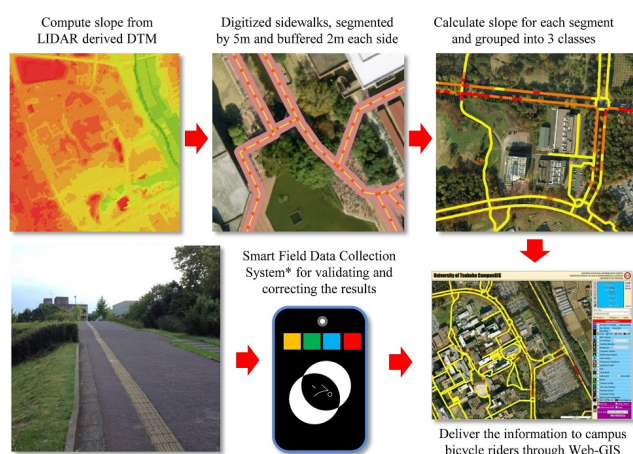 Compute slope from
LIDAR derived DTM
Digitized sidewalks, segmented
by 5m and buffered 2m each side
Calculate slope for each segment
and grouped into 3 classes
Smart Field Data Collection
System* for validating and
correcting the results
University of Tsukuba CampusGIS
Deliver the information to campus
bicycle riders through Web-GIS